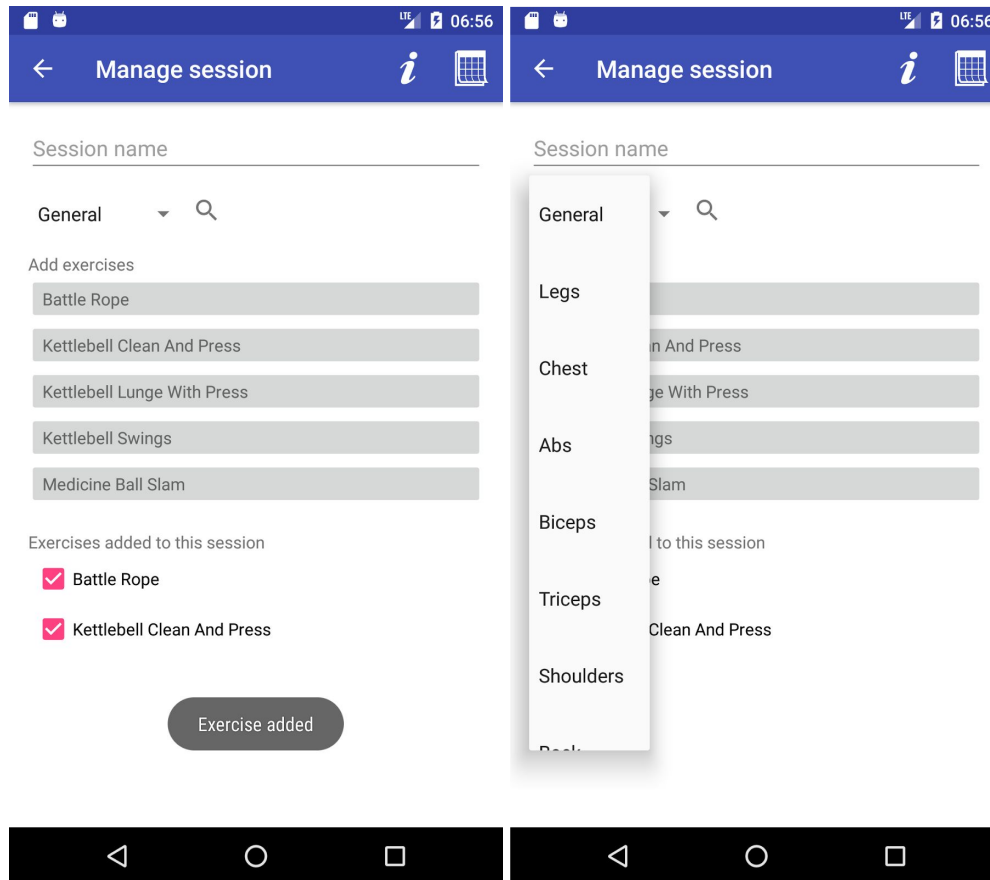 LTE 06:56
Manage session
Session name
General
Add exercises
Battle Rope
Kettlebell Clean And Press
Kettlebell Lunge With Press
Kettlebell Swings
Medicine Ball Slam
Exercises added to this session
Battle Rope
Kettlebell Clean And Press
Exercise added
LTE 06:56
Manage session
Session name
General
Legs
n And Press
Chest
ge With Press
Abs
ngs
Slam
Biceps
to this session
e
Triceps
Clean And Press
Shoulders
Back